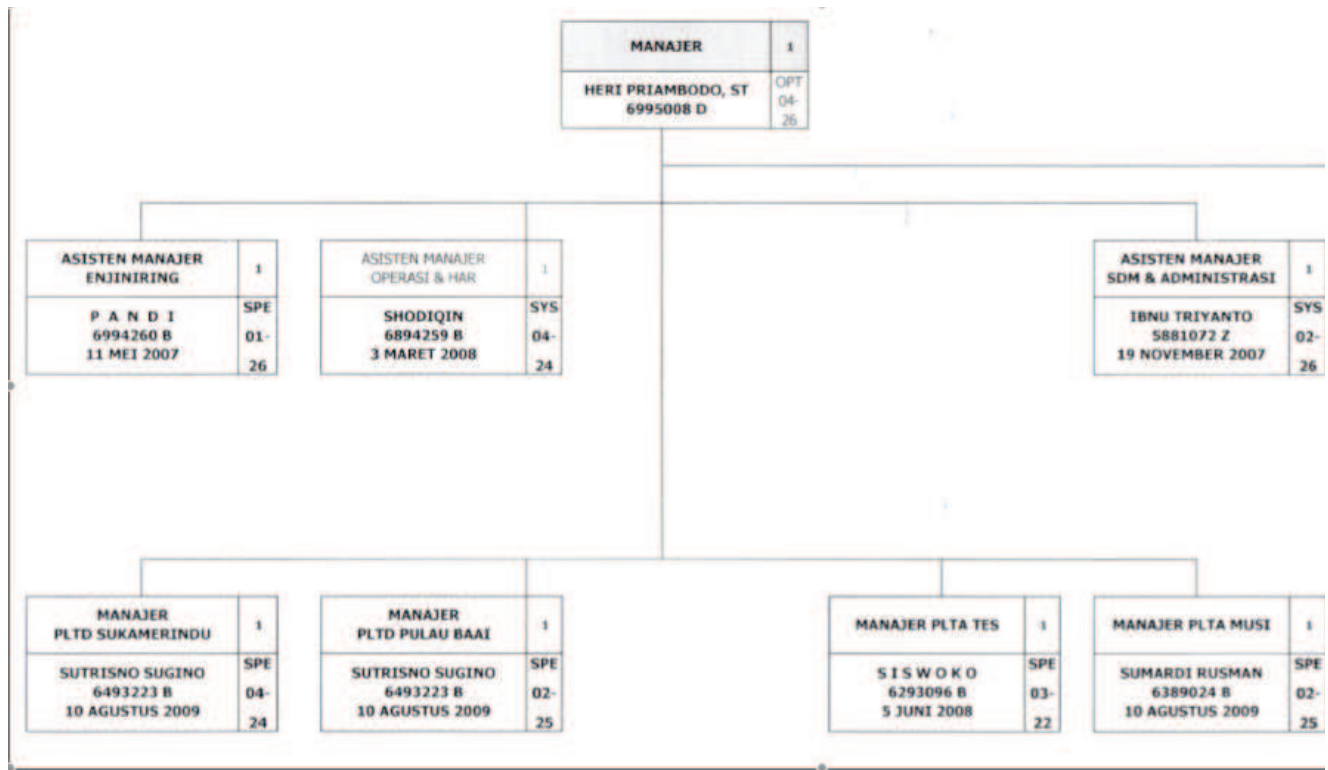 MANAJER
1
HERI PRIAMBODO, ST
6995008 D
OPT
04-
26
ASISTEN MANAJER
ENJINIRING
1
P A N D I
6994260 B
11 MEI 2007
SPE
01-
26
ASISTEN MANAJER
OPERASI & HAR
1
SHODIQIN
6894259 B
3 MARET 2008
SYS
04-
24
ASISTEN MANAJER
SDM & ADMINISTRASI
1
IBNU TRIYANTO
5881072 Z
19 NOVEMBER 2007
SYS
02-
26
MANAJER
PLTD SUKAMERINDU
1
SUTRISNO SUGINO
6493223 B
10 AGUSTUS 2009
SPE
04-
24
MANAJER
PLTD PULAU BAAI
1
SUTRISNO SUGINO
6493223 B
10 AGUSTUS 2009
SPE
02-
25
MANAJER PLTA TES
1
S I S W O K O
6293096 B
5 JUNI 2008
SPE
03-
22
MANAJER PLTA MUSI
1
SUMARDI RUSMAN
6389024 B
10 AGUSTUS 2009
SPE
02-
25